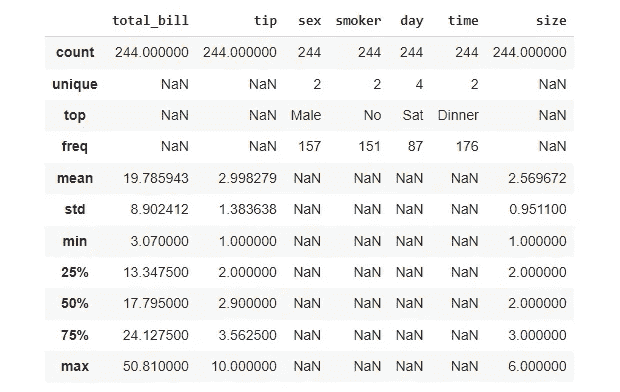 total_bill tip sex smoker day time size
count 244.000000 244.000000 244 244 244 244 244.000000
unique NaN NaN 2 2 4 2 NaN
top NaN NaN Male No Sat Dinner NaN
freq NaN NaN 157 151 87 176 NaN
mean 19.785943 2.998279 NaN NaN NaN NaN 2.569672
std 8.902412 1.383638 NaN NaN NaN NaN 0.951100
min 3.070000 1.000000 NaN NaN NaN NaN 1.000000
25% 13.347500 2.000000 NaN NaN NaN NaN 2.000000
50% 17.795000 2.900000 NaN NaN NaN NaN 2.000000
75% 24.127500 3.562500 NaN NaN NaN NaN 3.000000
max 50.810000 10.000000 NaN NaN NaN NaN 6.000000